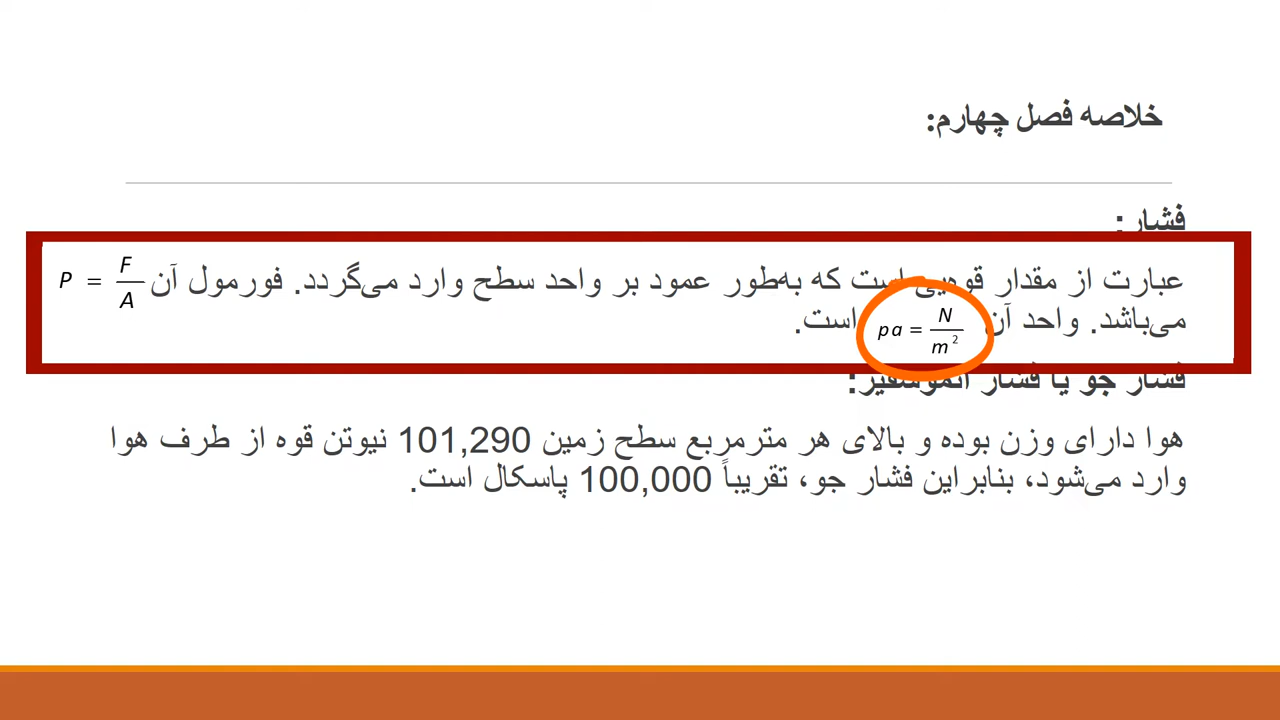 خلاصه فصل چهارم:
فشار:
عبارت از مقدار قوه‌یی است که به‌طور عمود بر واحد سطح وارد می‌گردد. فورمول آن P = F/A
می‌باشد. واحد آن pa = N/m² است.
فشار جو یا فشار اتموسفیر:
هوا دارای وزن بوده و بالای هر مترمربع سطح زمین 101,290 نیوتن قوه از طرف هوا
وارد می‌شود، بنابراین فشار جو، تقریباً 100,000 پاسکال است.